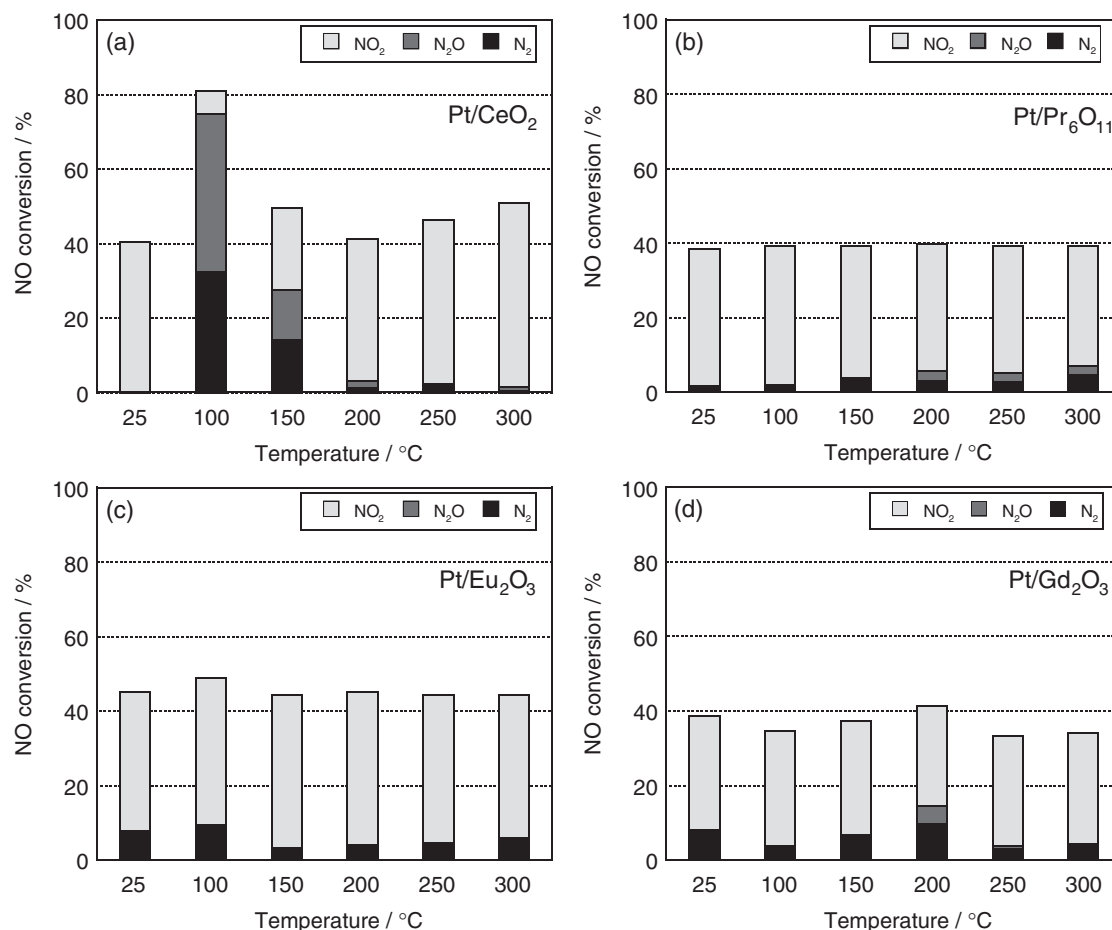 (a)
NO₂ N₂O N₂
Pt/CeO₂
NO conversion / %
100
80
60
40
20
0
25 100 150 200 250 300
Temperature / °C
(b)
NO₂ N₂O N₂
Pt/Pr₆O₁₁
NO conversion / %
100
80
60
40
20
0
25 100 150 200 250 300
Temperature / °C
(c)
NO₂ N₂O N₂
Pt/Eu₂O₃
NO conversion / %
100
80
60
40
20
0
25 100 150 200 250 300
Temperature / °C
(d)
NO₂ N₂O N₂
Pt/Gd₂O₃
NO conversion / %
100
80
60
40
20
0
25 100 150 200 250 300
Temperature / °C